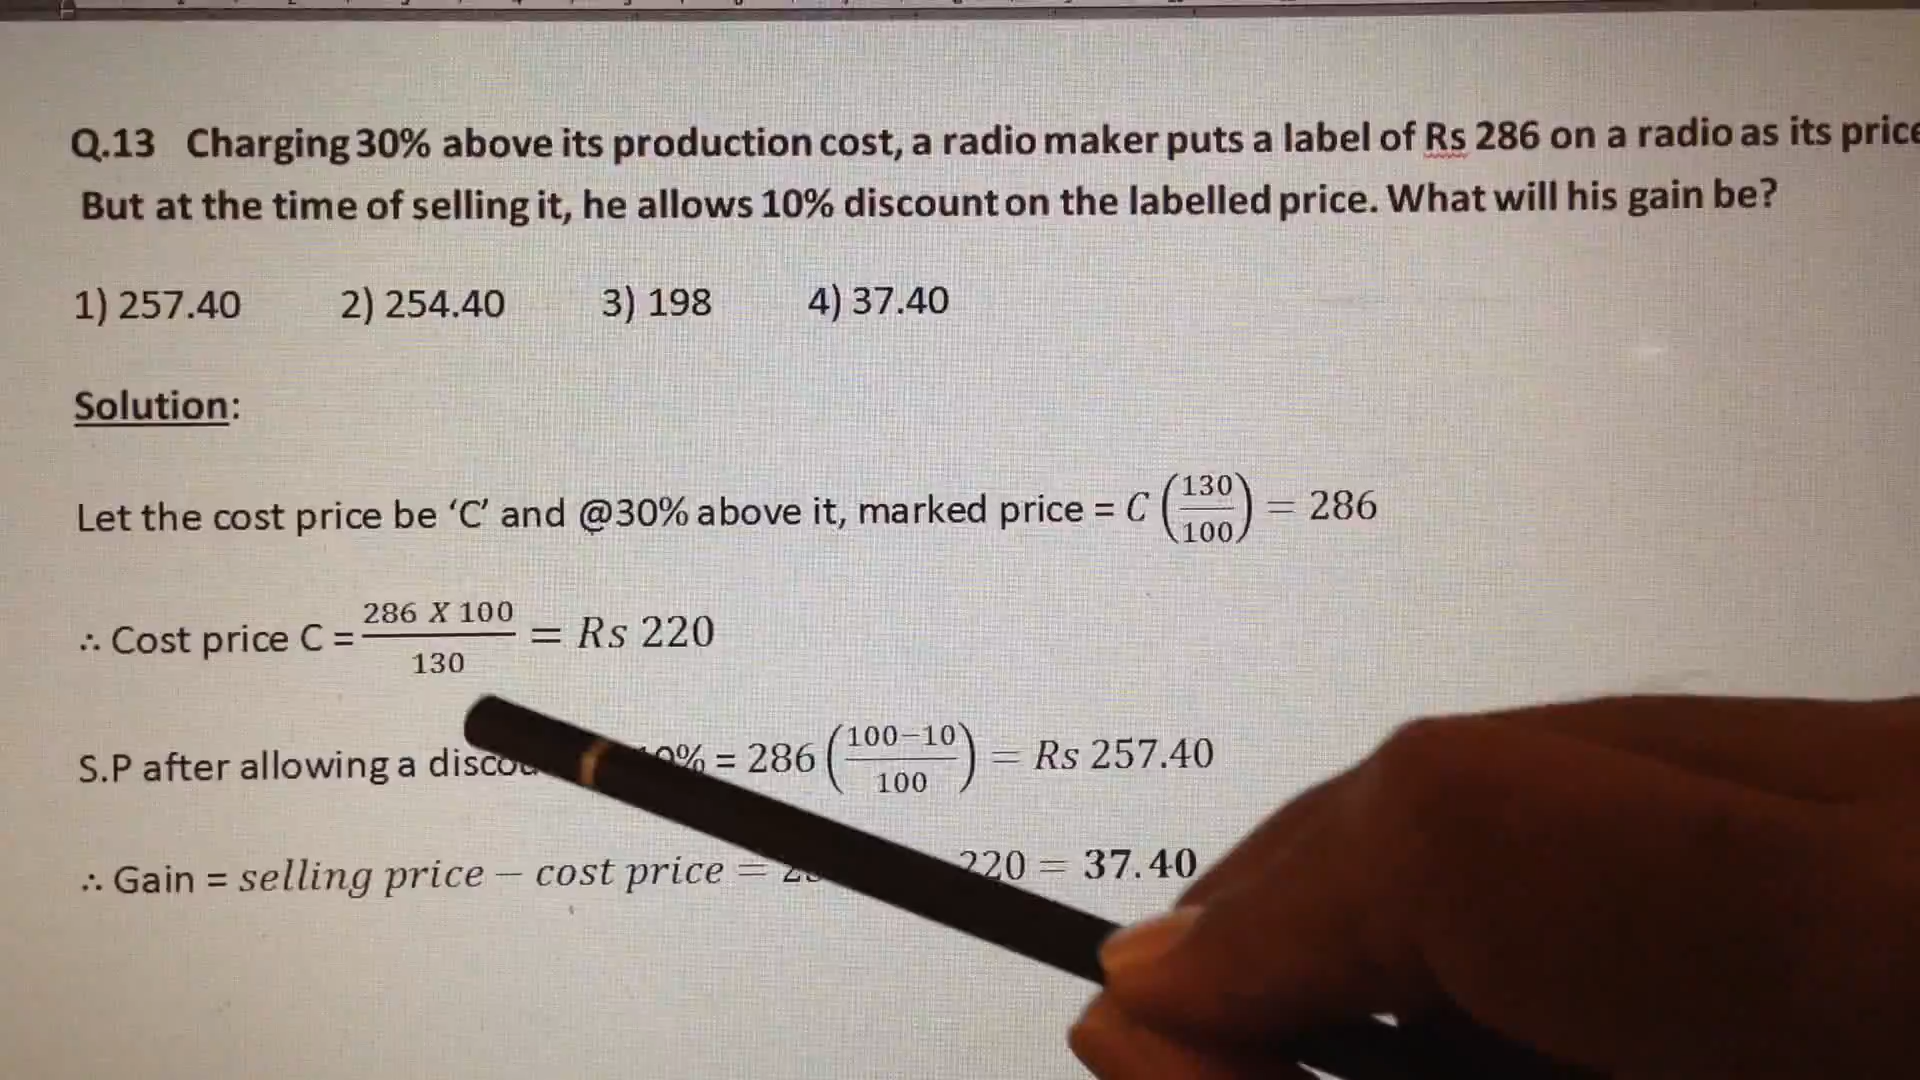 Q.13 Charging 30% above its production cost, a radio maker puts a label of Rs 286 on a radio as its price
But at the time of selling it, he allows 10% discount on the labelled price. What will his gain be?
1) 257.40 2) 254.40 3) 198 4) 37.40
Solution:
Let the cost price be ‘C’ and @30% above it, marked price = C (130/100) = 286
∴ Cost price C = 286 X 100/130 = Rs 220
S.P after allowing a = 286 (100−10/100) = Rs 257.40
∴ Gain = selling price − cost price = 220 = 37.40